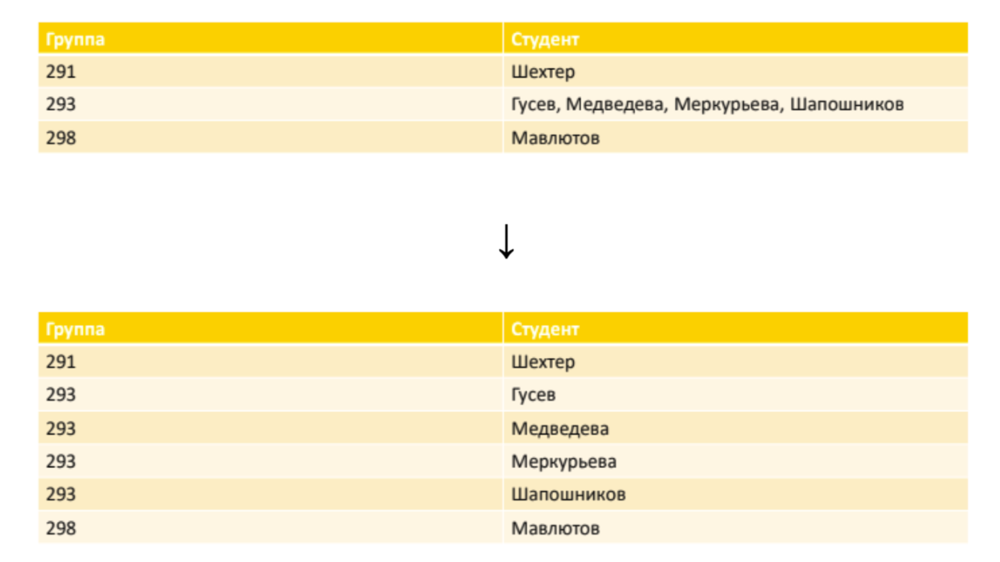 Группа Студент
291 Шехтер
293 Гусев, Медведева, Меркурьева, Шапошников
298 Мавлютов
↓
Группа Студент
291 Шехтер
293 Гусев
293 Медведева
293 Меркурьева
293 Шапошников
298 Мавлютов